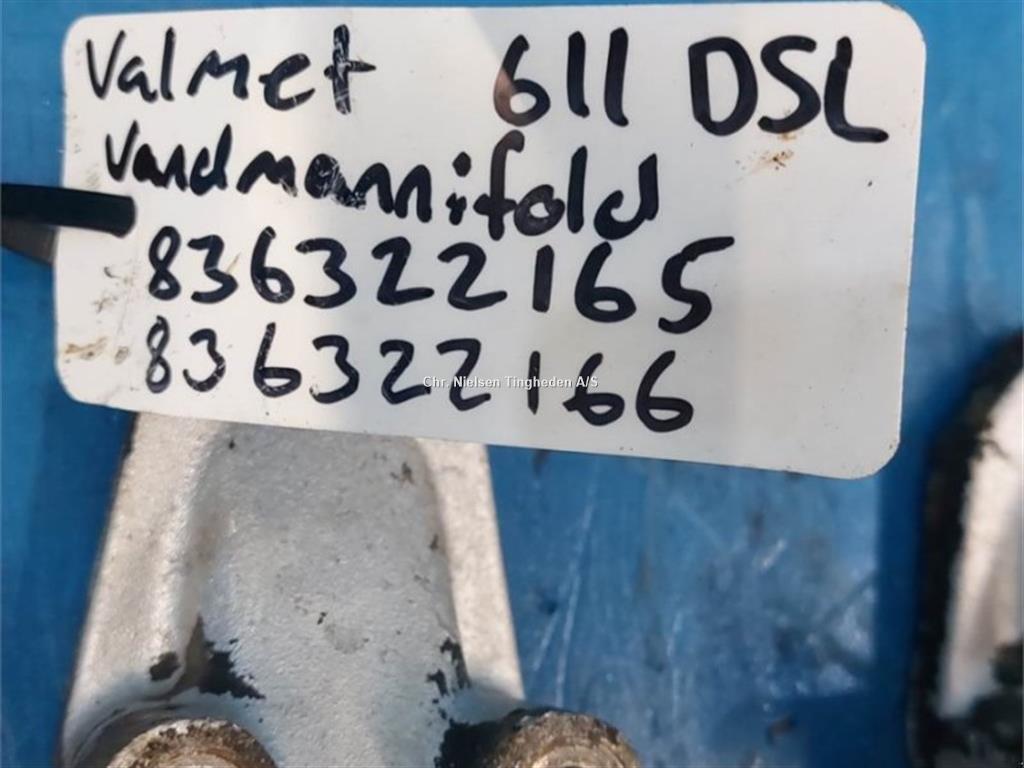 Valmet 611 DSL
Vandmannifold
836322165
836322166
Chr. Nielsen Tingheden A/S